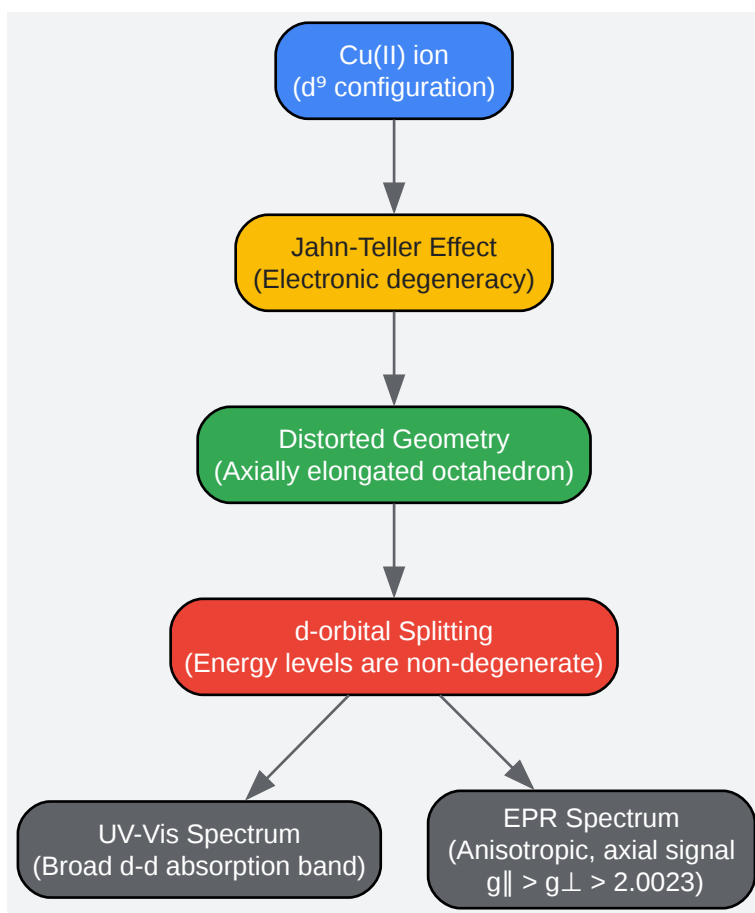 Cu(II) ion
(d⁹ configuration)
Jahn-Teller Effect
(Electronic degeneracy)
Distorted Geometry
(Axially elongated octahedron)
d-orbital Splitting
(Energy levels are non-degenerate)
UV-Vis Spectrum
(Broad d-d absorption band)
EPR Spectrum
(Anisotropic, axial signal
g∥ > g⊥ > 2.0023)